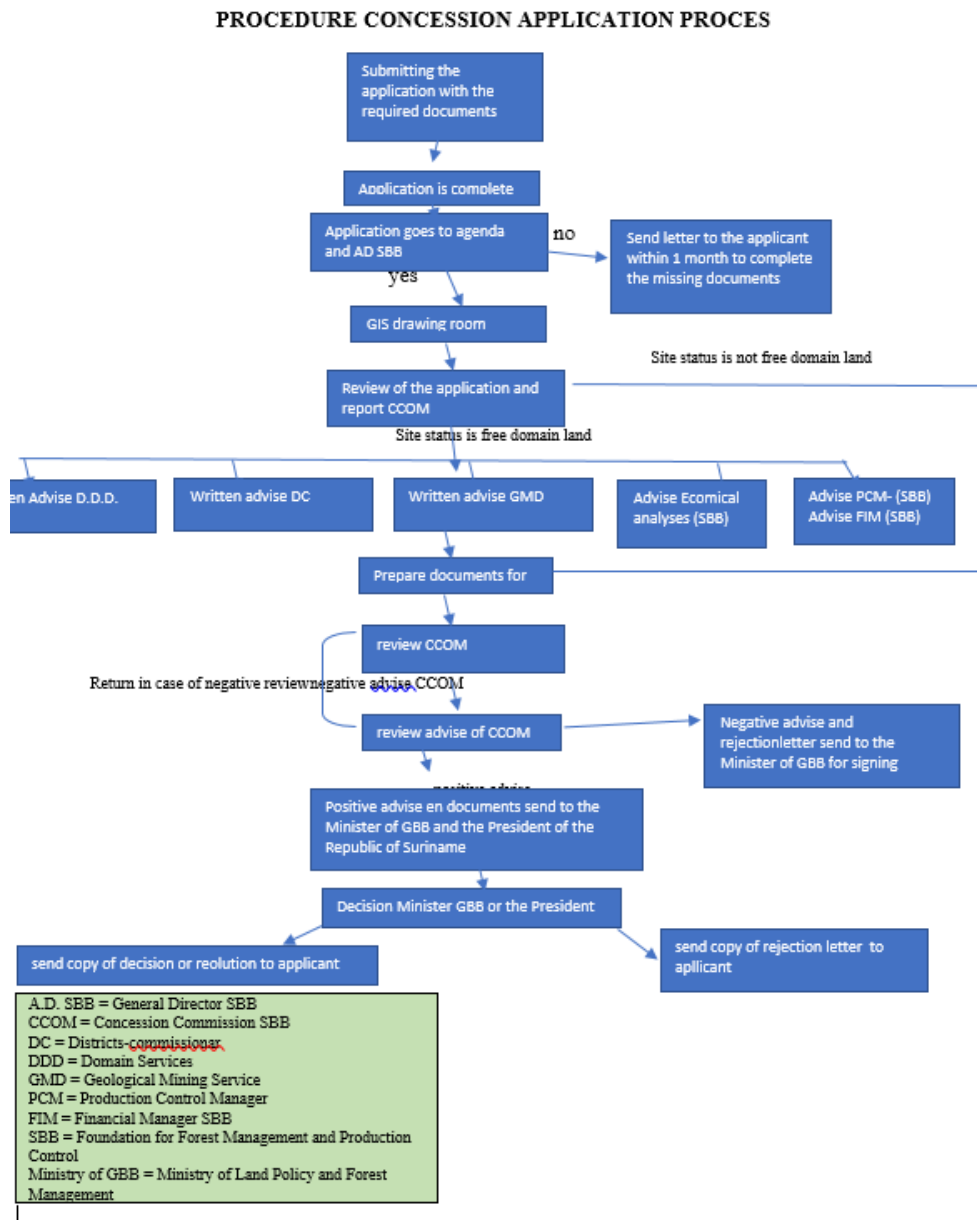 PROCEDURE CONCESSION APPLICATION PROCES
Submitting the
application with the
required documents
Application is complete
Application goes to agenda
and AD SBB
no
yes
Send letter to the applicant
within 1 month to complete
the missing documents
GIS drawing room
Site status is not free domain land
Review of the application and
report CCOM
Site status is free domain land
en Advise D.D.D.
Written advise DC
Written advise GMD
Advise Ecomical
analyses (SBB)
Advise PCM- (SBB)
Advise FIM (SBB)
Prepare documents for
review CCOM
Return in case of negative reviewnegative advise CCOM
review advise of CCOM
Negative advise and
rejectionletter send to the
Minister of GBB for signing
positive advise
Positive advise en documents send to the
Minister of GBB and the President of the
Republic of Suriname
Decision Minister GBB or the President
send copy of decision or reolution to applicant
send copy of rejection letter to
apllicant
A.D. SBB = General Director SBB
CCOM = Concession Commission SBB
DC = Districts-commissionar
DDD = Domain Services
GMD = Geological Mining Service
PCM = Production Control Manager
FIM = Financial Manager SBB
SBB = Foundation for Forest Management and Production
Control
Ministry of GBB = Ministry of Land Policy and Forest
Management